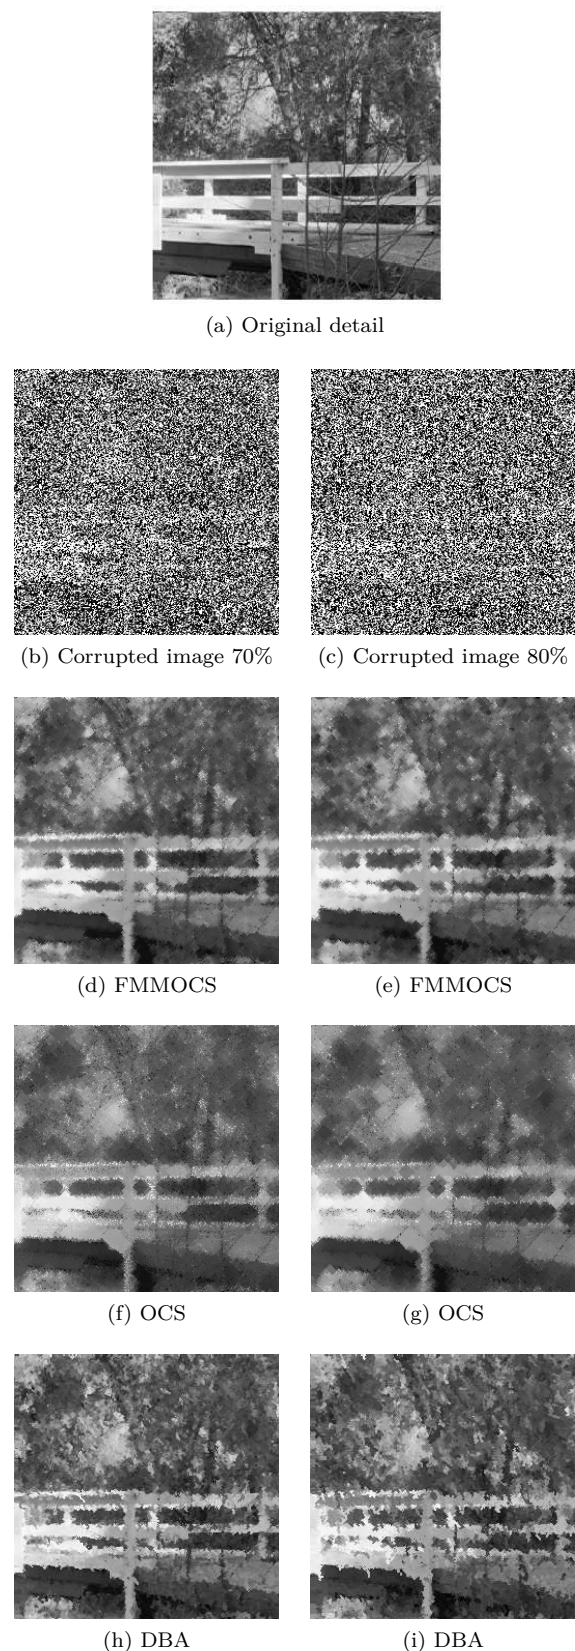 (a) Original detail
(b) Corrupted image 70%
(c) Corrupted image 80%
(d) FMMOCS
(e) FMMOCS
(f) OCS
(g) OCS
(h) DBA
(i) DBA